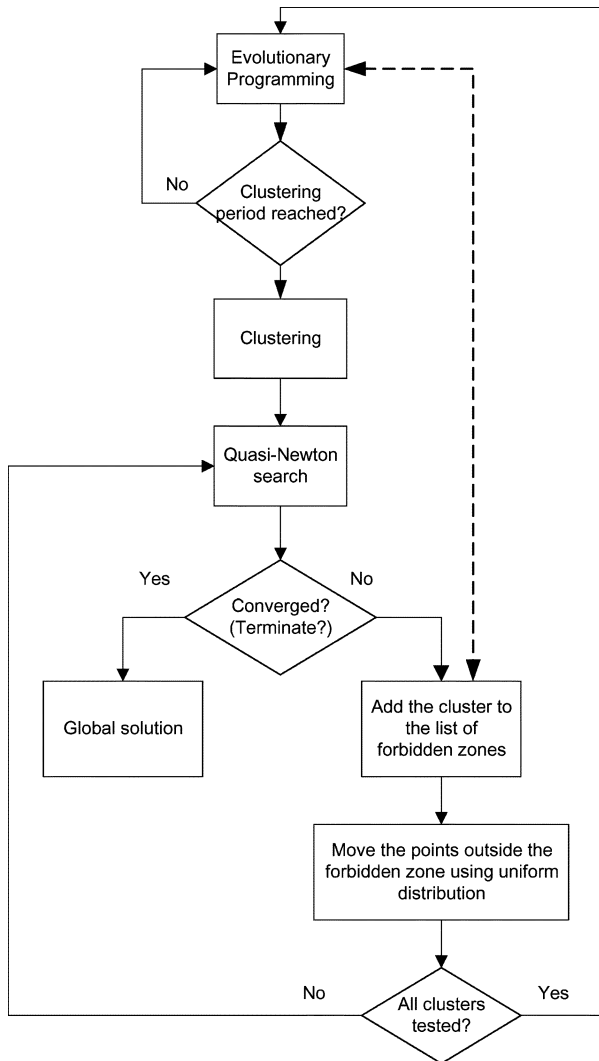 Evolutionary
Programming
No
Clustering
period reached?
Clustering
Quasi-Newton
search
Yes
No
Converged?
(Terminate?)
Global solution
Add the cluster to
the list of
forbidden zones
Move the points outside the
forbidden zone using uniform
distribution
No
Yes
All clusters
tested?